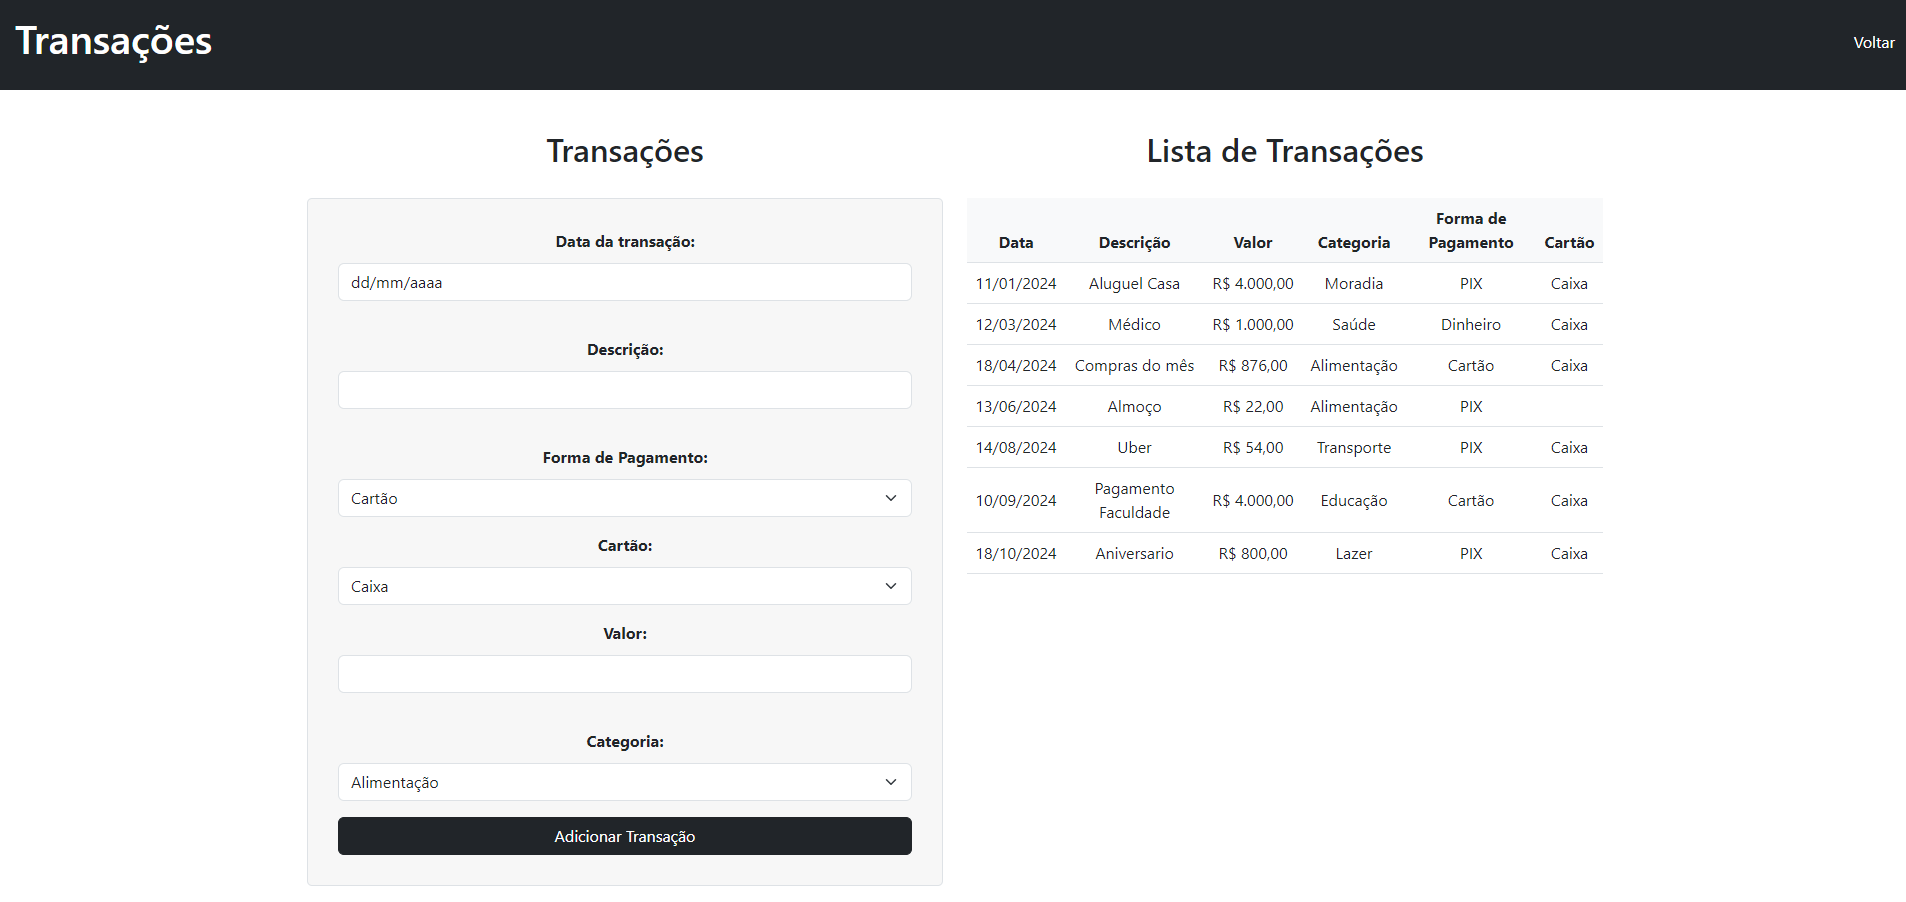 Transações
Voltar
Transações
Data da transação:
dd/mm/aaaa
Descrição:
Forma de Pagamento:
Cartão
Cartão:
Caixa
Valor:
Categoria:
Alimentação
Adicionar Transação
Lista de Transações
Data Descrição Valor Categoria Forma de Pagamento Cartão
11/01/2024 Aluguel Casa R$ 4.000,00 Moradia PIX Caixa
12/03/2024 Médico R$ 1.000,00 Saúde Dinheiro Caixa
18/04/2024 Compras do mês R$ 876,00 Alimentação Cartão Caixa
13/06/2024 Almoço R$ 22,00 Alimentação PIX
14/08/2024 Uber R$ 54,00 Transporte PIX Caixa
10/09/2024 Pagamento Faculdade R$ 4.000,00 Educação Cartão Caixa
18/10/2024 Aniversario R$ 800,00 Lazer PIX Caixa